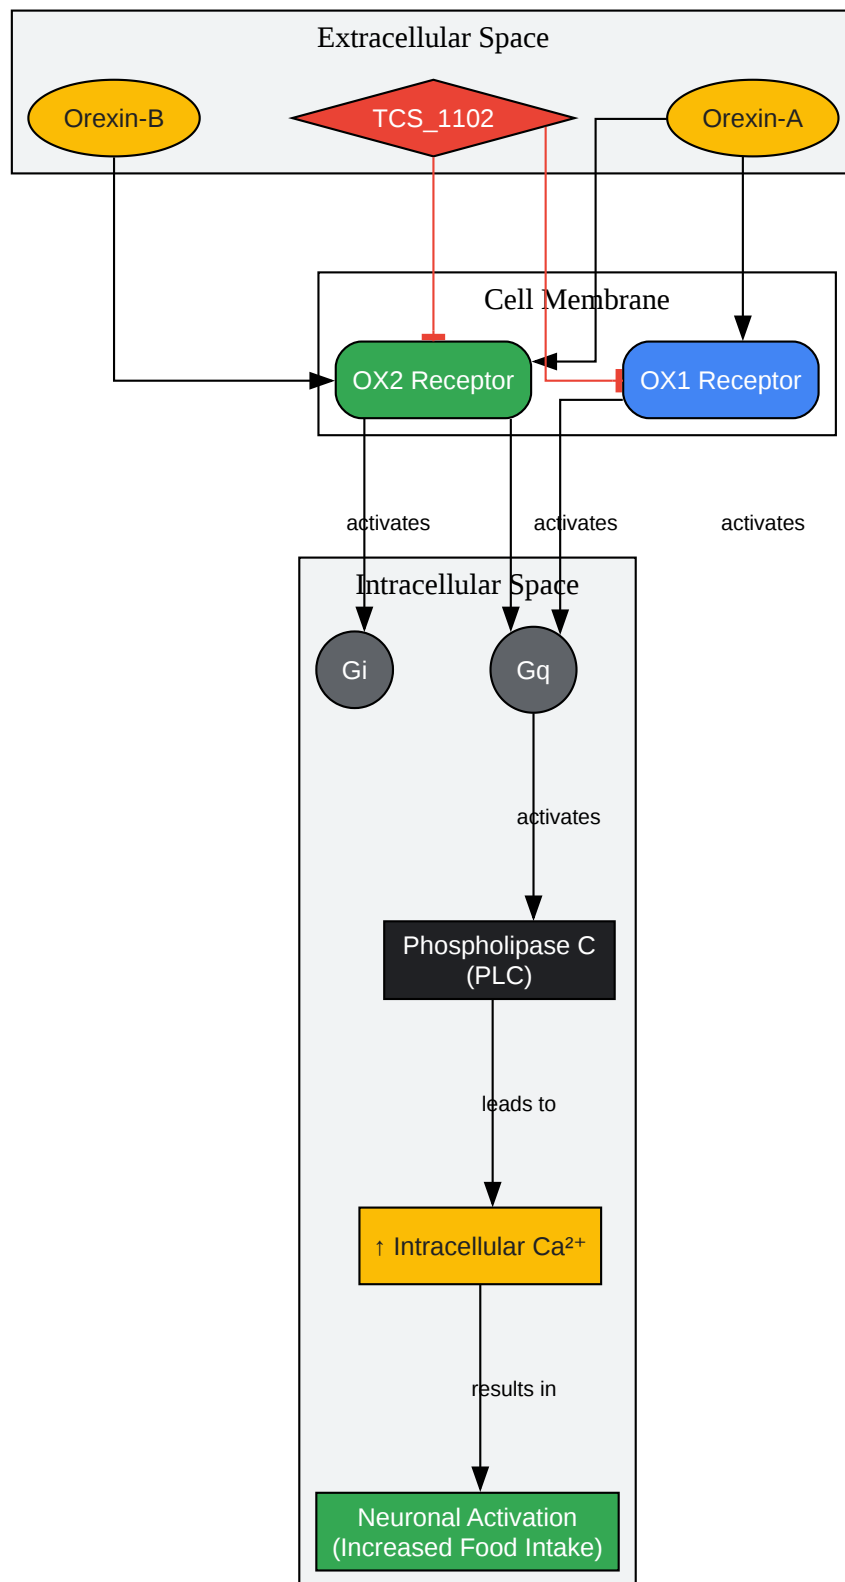 Extracellular Space
Orexin-B
TCS_1102
Orexin-A
Cell Membrane
OX2 Receptor
OX1 Receptor
activates
activates
activates
Intracellular Space
Gi
Gq
activates
Phospholipase C
(PLC)
leads to
↑ Intracellular Ca²⁺
results in
Neuronal Activation
(Increased Food Intake)